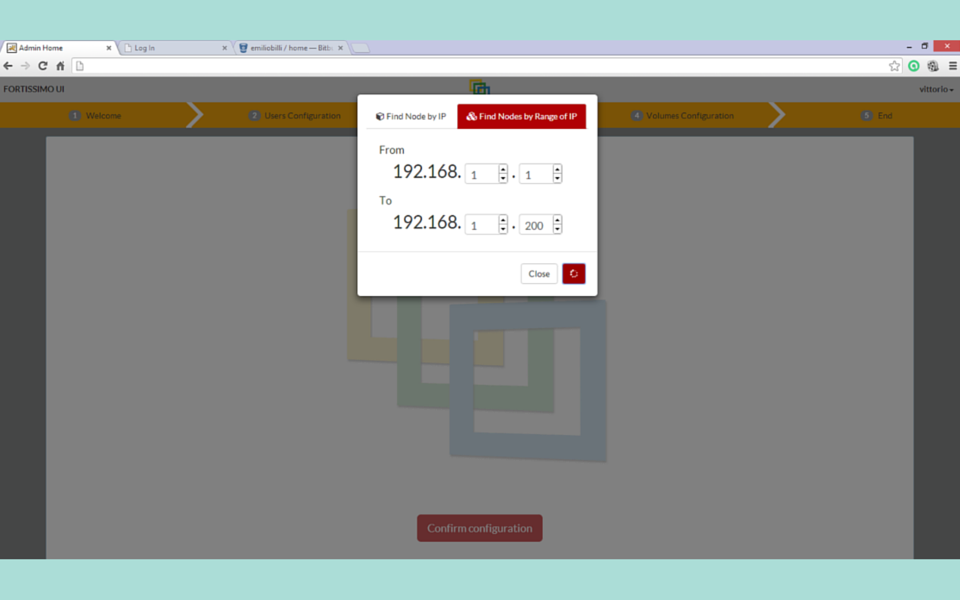 Admin Home
Log In
emiliobilli / home — Bitb
FORTISSIMO UI
vittorio
1 Welcome
2 Users Configuration
4 Volumes Configuration
5 End
Find Node by IP
Find Nodes by Range of IP
From
192.168. 1 . 1
To
192.168. 1 . 200
Close
Confirm configuration